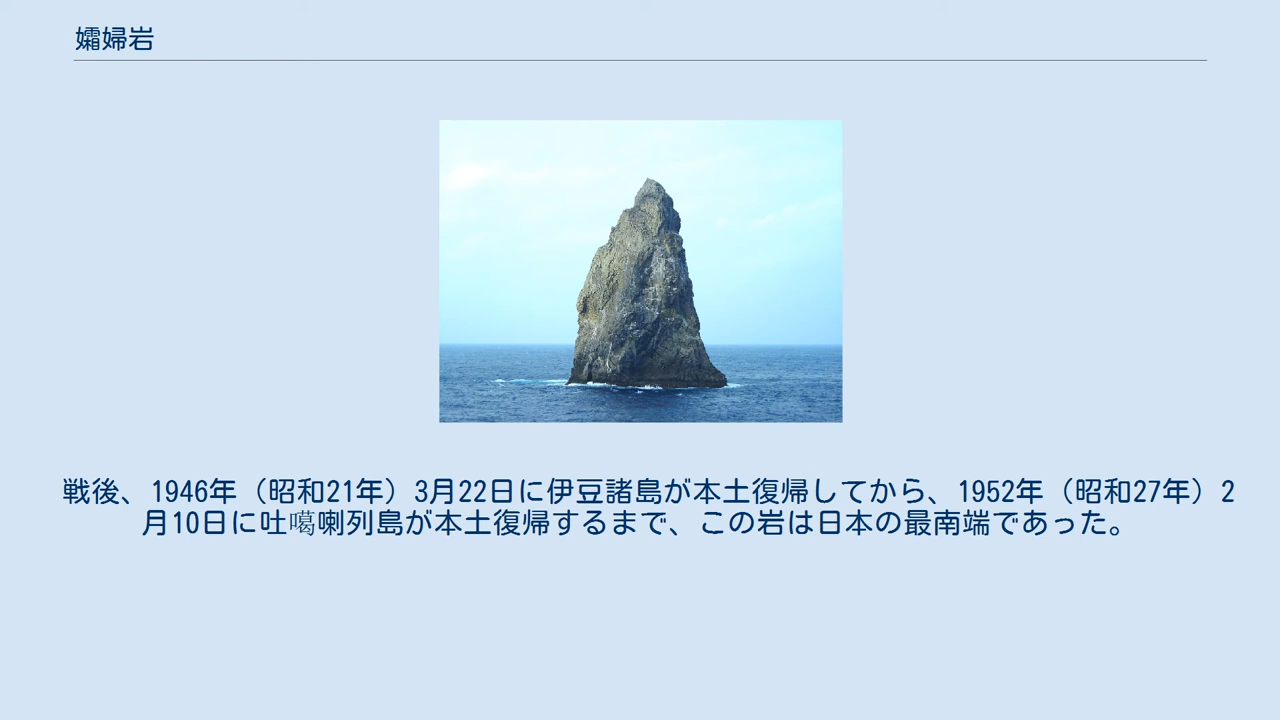 孀婦岩
戦後、1946年（昭和21年）3月22日に伊豆諸島が本土復帰してから、1952年（昭和27年）2
月10日に吐噶喇列島が本土復帰するまで、この岩は日本の最南端であった。